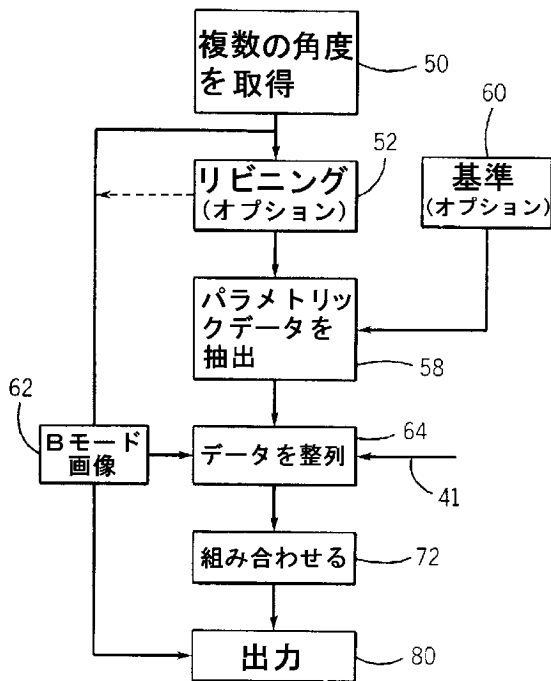 複数の角度
を取得
50
60
リビニング
(オプション)
52
基準
(オプション)
パラメトリッ
クデータを
抽出
58
62
Bモード
画像
64
データを整列
41
組み合わせる
72
出力
80